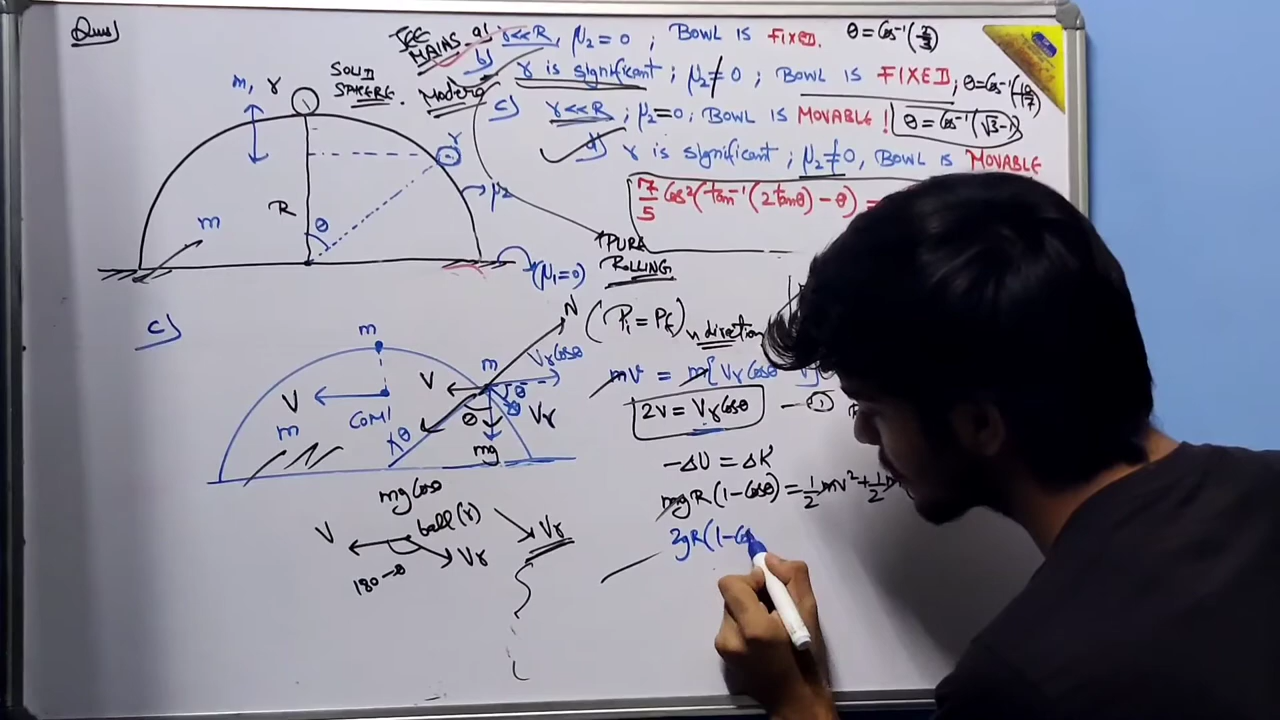 Ques
JEE MAINS a) r<<R, μ₂=0 ; BOWL IS FIXED. θ=Cos⁻¹(2/3)
Modera b) r is significant ; μ₂≠0 ; BOWL IS FIXED ; θ=Cos⁻¹(10/17)
c) r<<R ; μ₂=0 ; BOWL IS MOVABLE! θ=Cos⁻¹(√3-1)
d) r is significant ; μ₂≠0, BOWL IS MOVABLE
7/5 Cos²(tan⁻¹(2tanθ)-θ) =
PURE
ROLLING
m, r
SOLID
SPHERE.
r
R
θ
m
μ₂
(μ₁=0)
c)
m
V
COM
m
N
m
V
Vr Cosθ
θ
θ
Vr
θ
mg
mg Cosθ
V
ball (r)
Vr
180-θ
Vr
(Pi = Pf) x direction
mv = m[Vr Cosθ - V]
2V = Vr Cosθ — ①
-ΔU = ΔK
mgR(1-Cosθ) = 1/2 mV² + 1/2
2gR(1-Cos